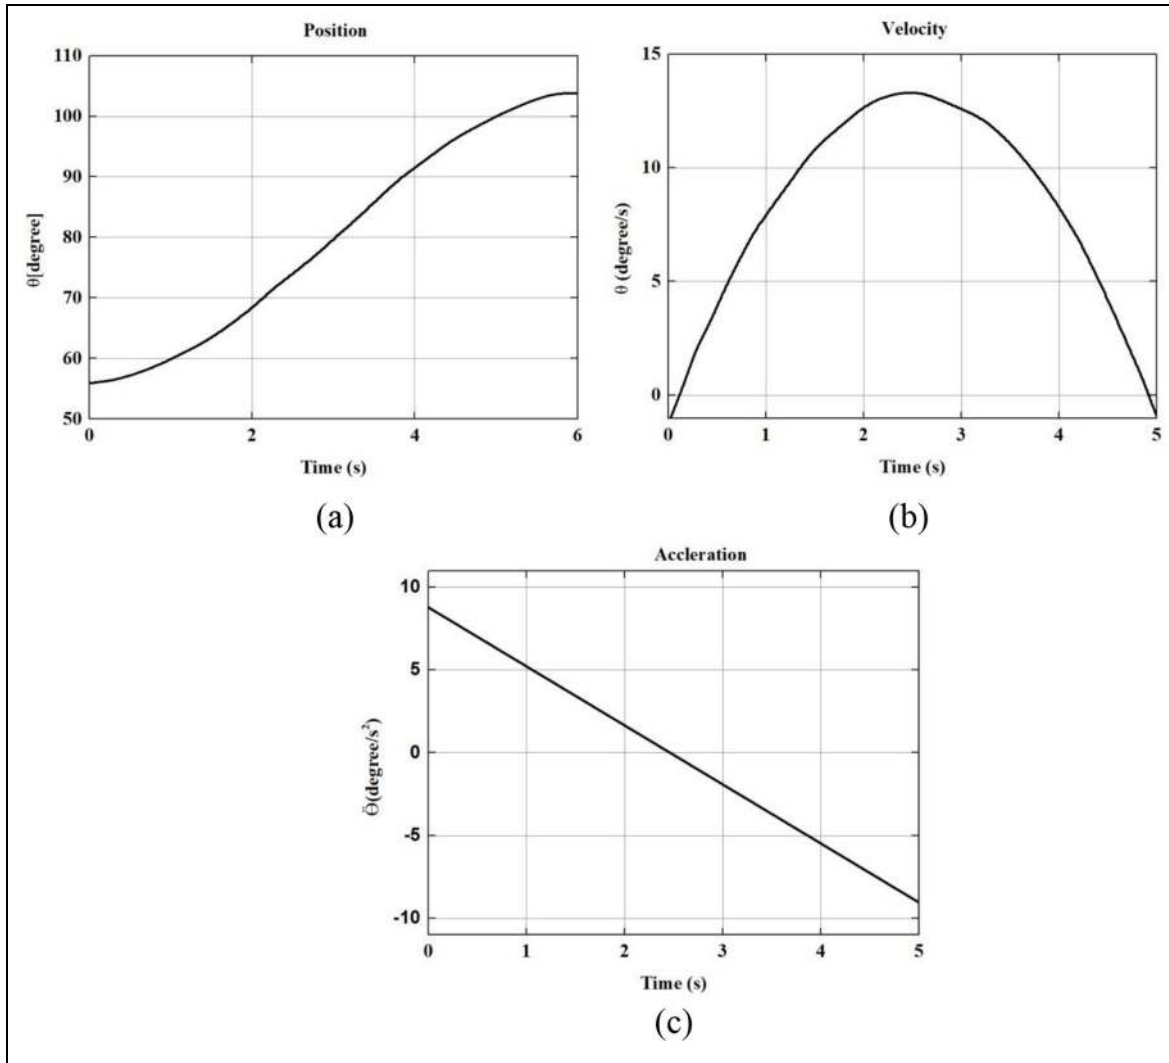 Position
110
100
90
80
70
60
50
0
2
4
6
θ[degree]
Time (s)
(a)
Velocity
15
10
5
0
0
1
2
3
4
5
θ (degree/s)
Time (s)
(b)
Accleration
10
5
0
-5
-10
0
1
2
3
4
5
Ӫ(degree/s²)
Time (s)
(c)